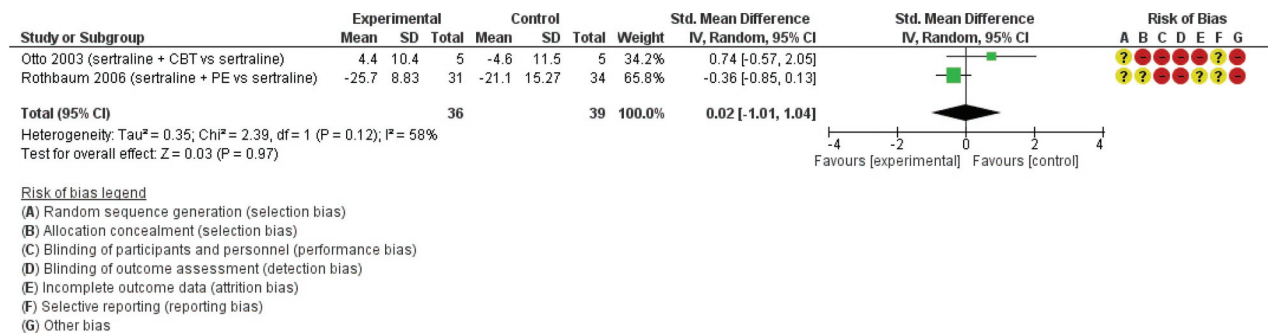 Experimental Control Std. Mean Difference Std. Mean Difference Risk of Bias
Study or Subgroup Mean SD Total Mean SD Total Weight IV, Random, 95% CI IV, Random, 95% CI A B C D E F G
Otto 2003 (sertraline + CBT vs sertraline) 4.4 10.4 5 -4.6 11.5 5 34.2% 0.74 [-0.57, 2.05] ? - - - - ? -
Rothbaum 2006 (sertraline + PE vs sertraline) -25.7 8.83 31 -21.1 15.27 34 65.8% -0.36 [-0.85, 0.13] ? ? - - ? ? -
Total (95% CI) 36 39 100.0% 0.02 [-1.01, 1.04]
Heterogeneity: Tau² = 0.35; Chi² = 2.39, df = 1 (P = 0.12); I² = 58%
Test for overall effect: Z = 0.03 (P = 0.97)
-4 -2 0 2 4
Favours [experimental] Favours [control]
Risk of bias legend
(A) Random sequence generation (selection bias)
(B) Allocation concealment (selection bias)
(C) Blinding of participants and personnel (performance bias)
(D) Blinding of outcome assessment (detection bias)
(E) Incomplete outcome data (attrition bias)
(F) Selective reporting (reporting bias)
(G) Other bias